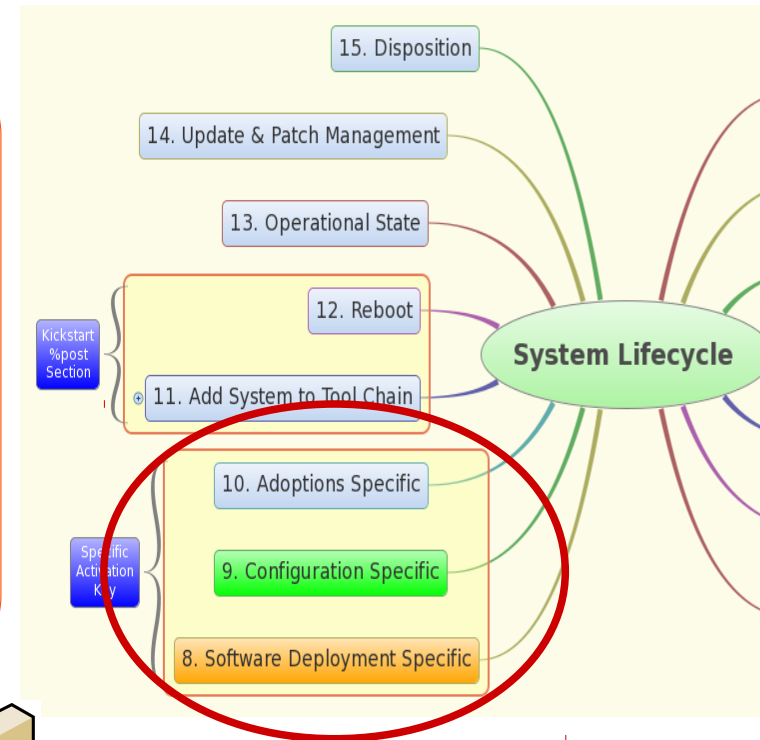 15. Disposition
14. Update & Patch Management
13. Operational State
12. Reboot
Kickstart
%post
Section
System Lifecycle
11. Add System to Tool Chain
10. Adoptions Specific
Specific
Activation
Key
9. Configuration Specific
8. Software Deployment Specific